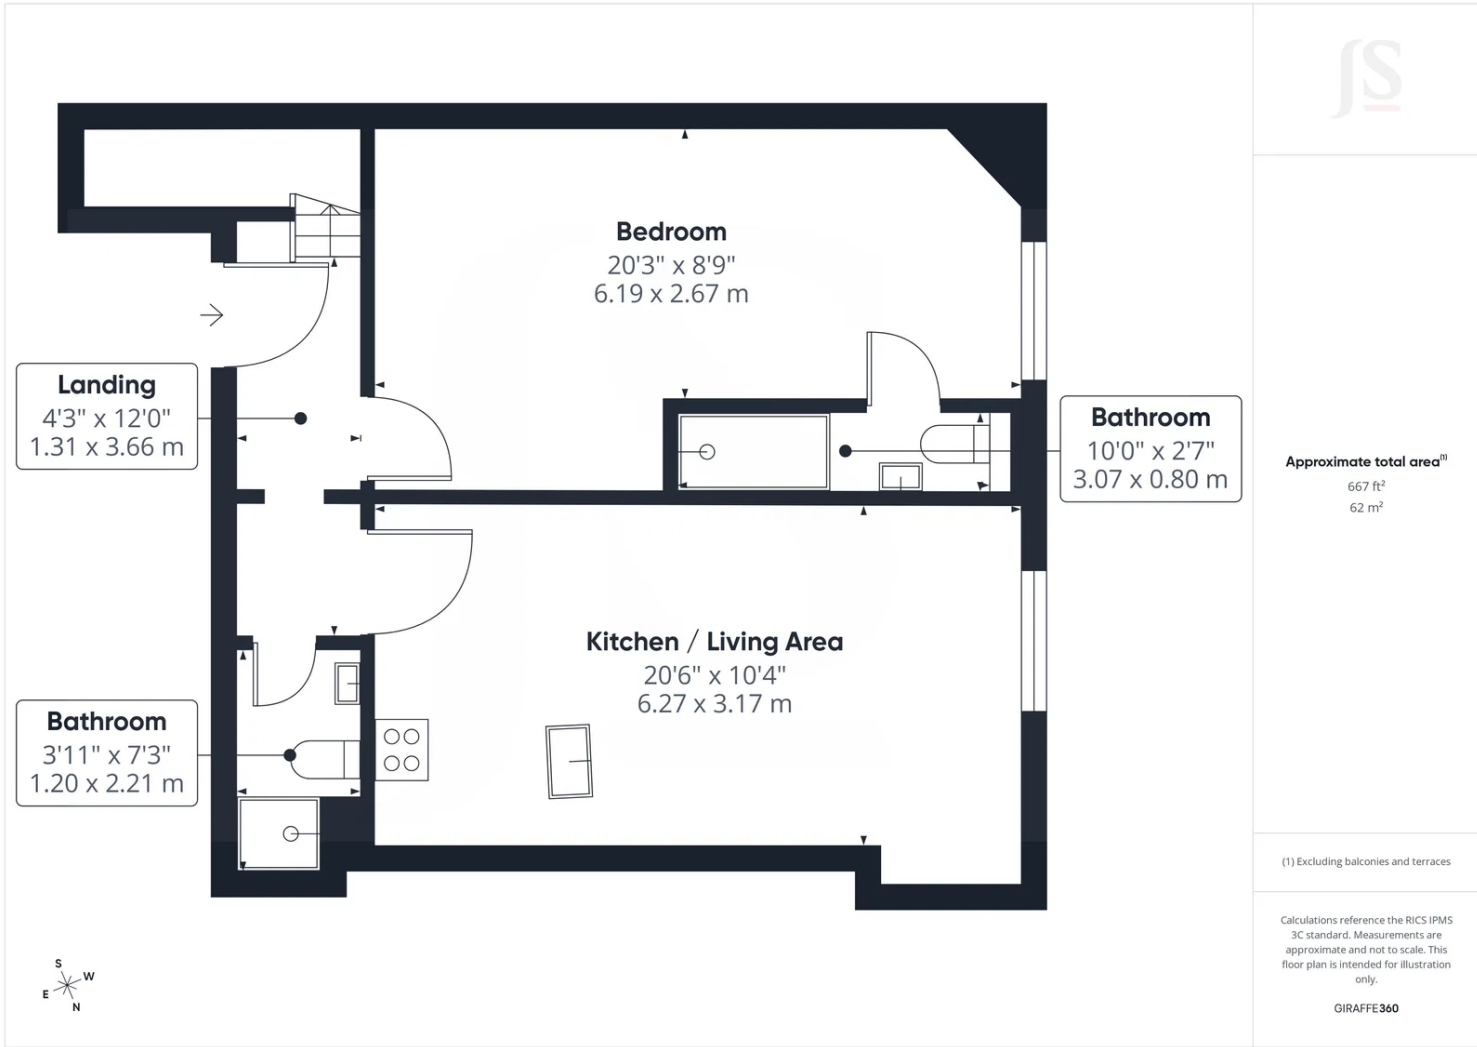 JS
Bedroom
20'3" x 8'9"
6.19 x 2.67 m
Landing
4'3" x 12'0"
1.31 x 3.66 m
Bathroom
10'0" x 2'7"
3.07 x 0.80 m
Kitchen / Living Area
20'6" x 10'4"
6.27 x 3.17 m
Bathroom
3'11" x 7'3"
1.20 x 2.21 m
S
W
E
N
Approximate total area(1)
667 ft²
62 m²
(1) Excluding balconies and terraces
Calculations reference the RICS IPMS
3C standard. Measurements are
approximate and not to scale. This
floor plan is intended for illustration
only.
GIRAFFE360